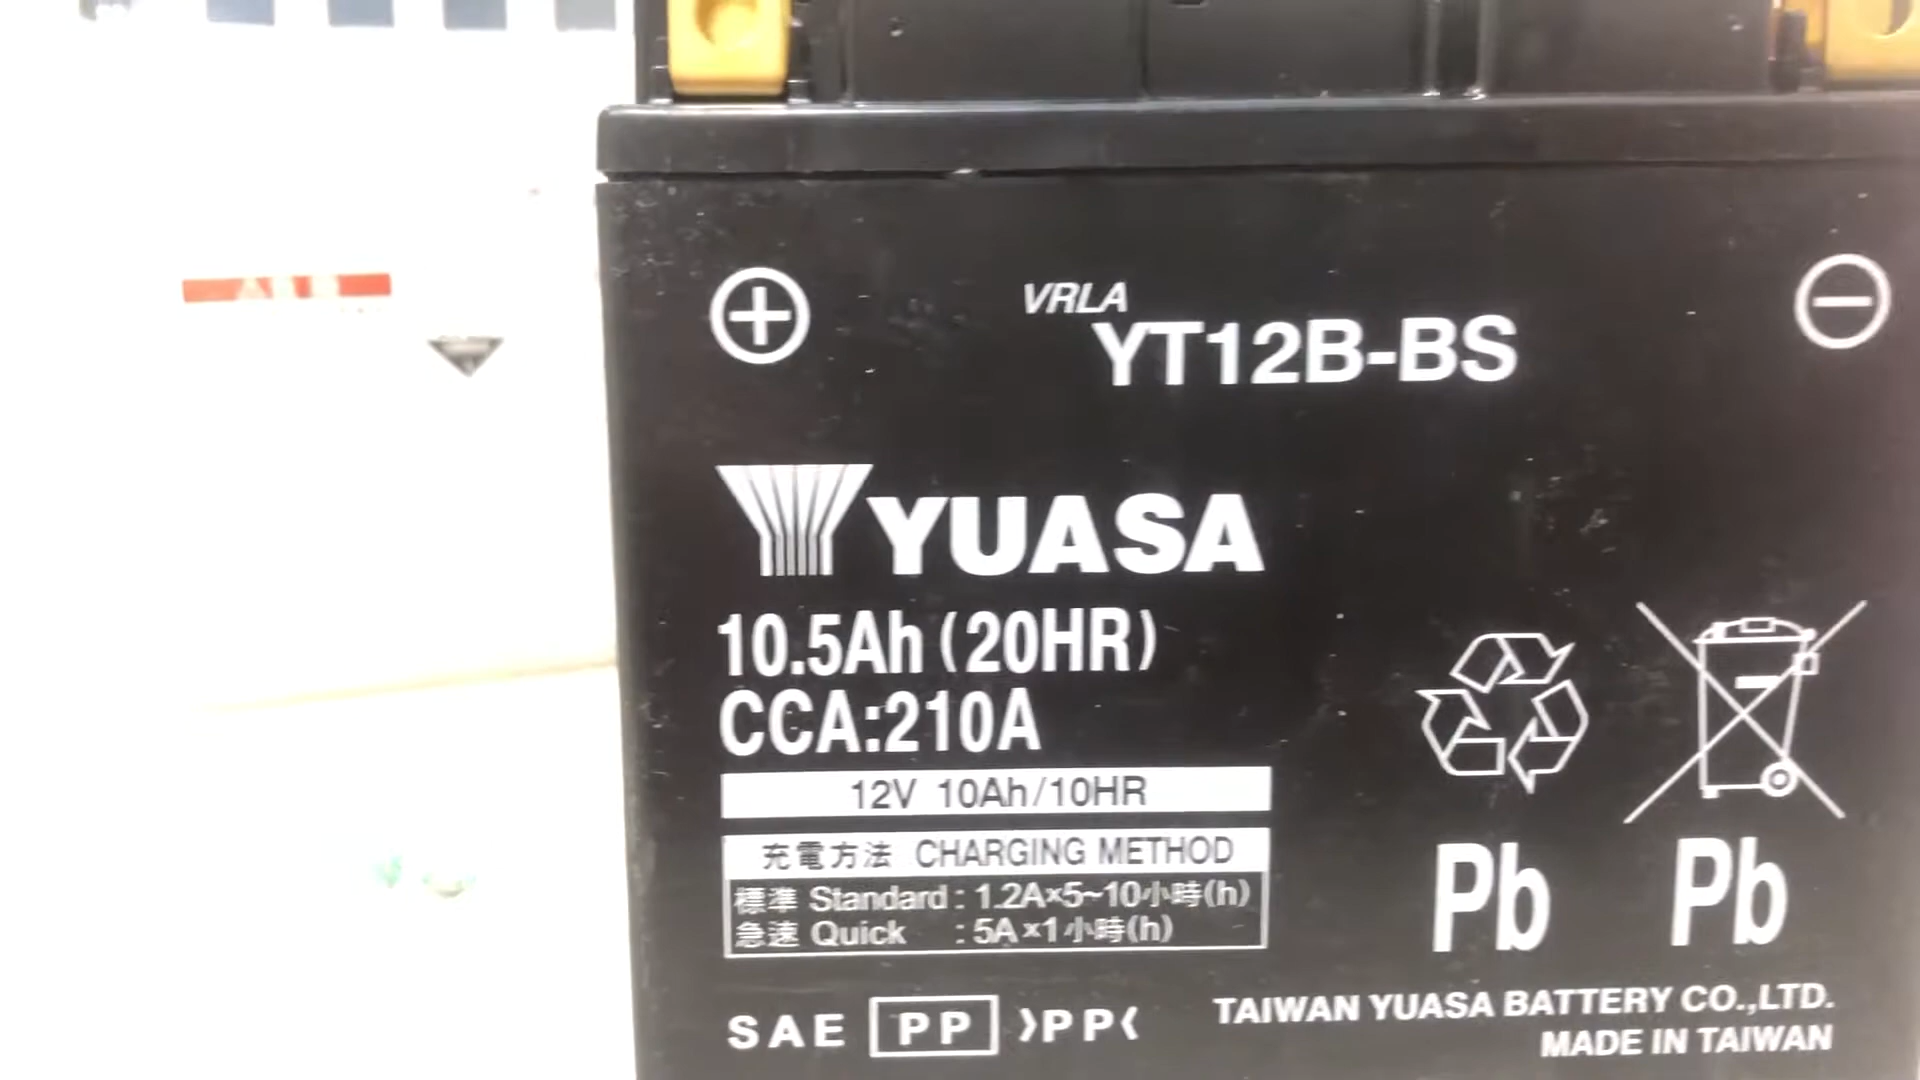 VRLA
YT12B-BS
YUASA
10.5Ah (20HR)
CCA:210A
12V 10Ah/10HR
充電方法 CHARGING METHOD
標準 Standard : 1.2A×5~10小時(h)
急速 Quick : 5A×1小時(h)
Pb Pb
SAE PP >PP<
TAIWAN YUASA BATTERY CO.,LTD.
MADE IN TAIWAN